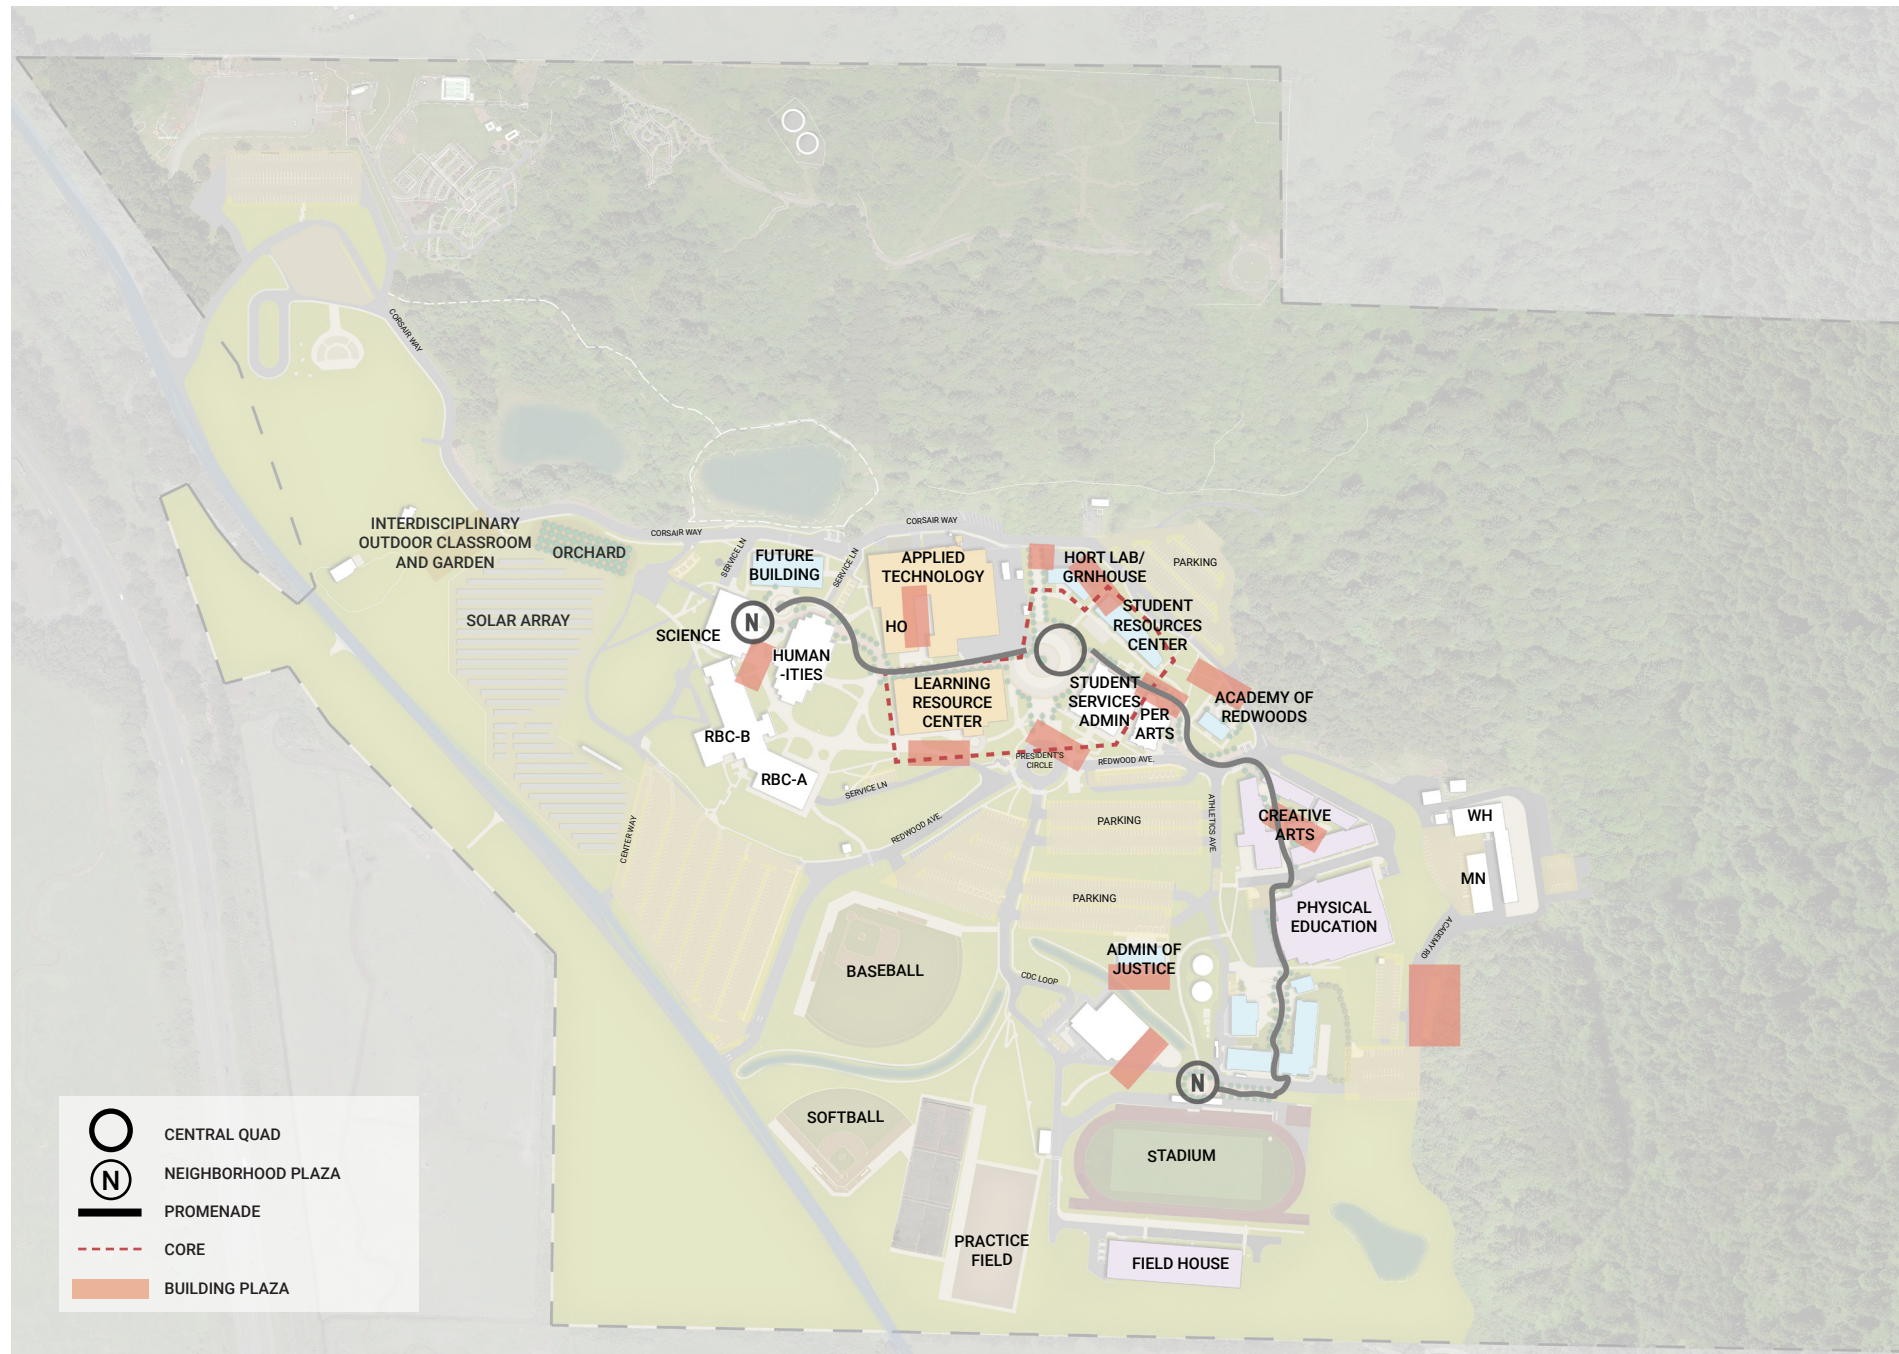 CORSAIR WAY
INTERDISCIPLINARY
OUTDOOR CLASSROOM
AND GARDEN
ORCHARD
CORSAIR WAY
SERVICE LN
FUTURE
BUILDING
SERVICE LN
CORSAIR WAY
APPLIED
TECHNOLOGY
HORT LAB/
GRNHOUSE
PARKING
SOLAR ARRAY
SCIENCE
N
HUMAN
-ITIES
HO
STUDENT
RESOURCES
CENTER
LEARNING
RESOURCE
CENTER
STUDENT
SERVICES
ADMIN
PER
ARTS
ACADEMY OF
REDWOODS
RBC-B
RBC-A
SERVICE LN
PRESIDENT'S
CIRCLE
REDWOOD AVE.
REDWOOD AVE.
CENTERWAY
PARKING
ATHLETICS AVE.
CREATIVE
ARTS
WH
MN
PARKING
PHYSICAL
EDUCATION
ACADEMY RD
BASEBALL
CDC LOOP
ADMIN OF
JUSTICE
N
SOFTBALL
STADIUM
PRACTICE
FIELD
FIELD HOUSE
CENTRAL QUAD
N
NEIGHBORHOOD PLAZA
PROMENADE
CORE
BUILDING PLAZA